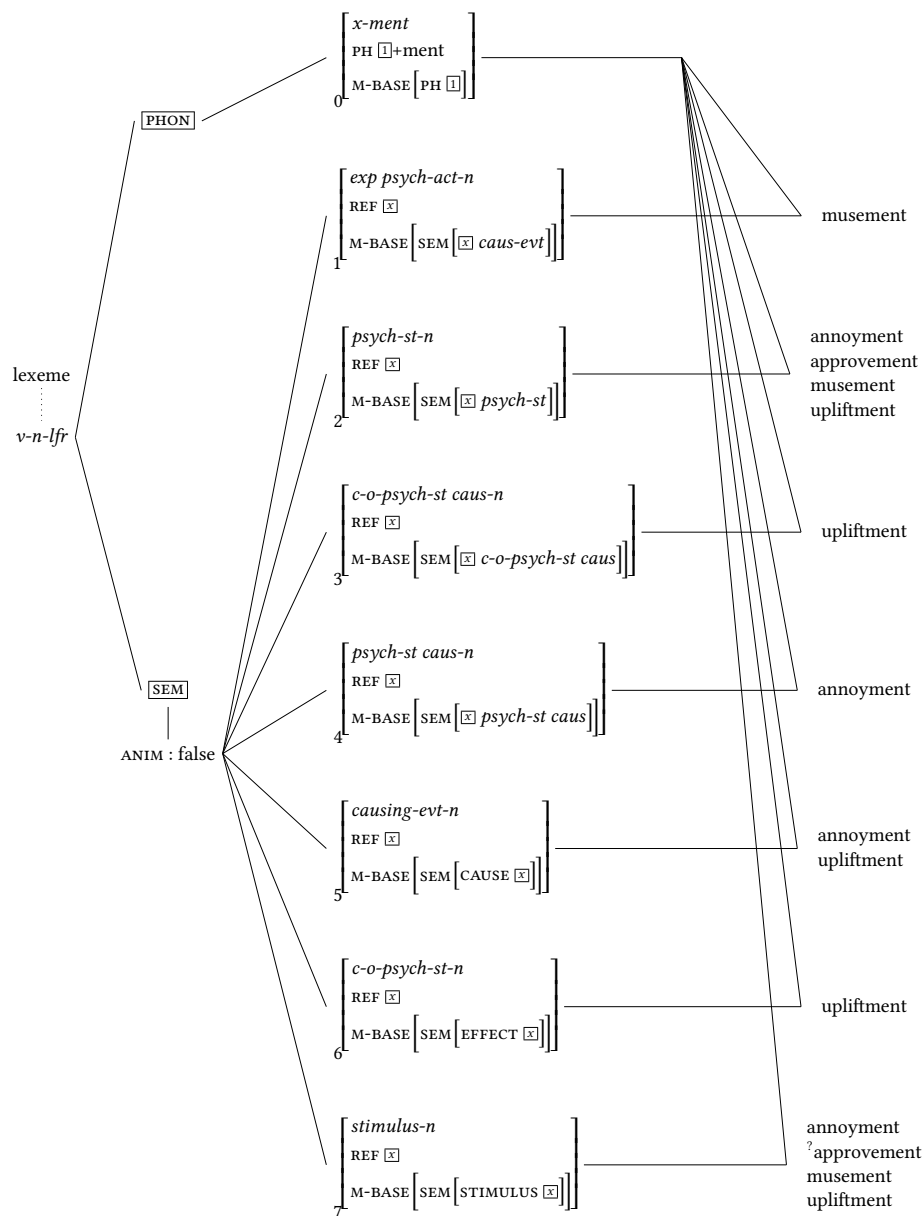 x-ment
PH 1+ment
M-BASE[PH 1]
0
PHON
exp psych-act-n
REF x
M-BASE[SEM[x caus-evt]]
1
musement
psych-st-n
REF x
M-BASE[SEM[x psych-st]]
2
annoyment
approvement
musement
upliftment
lexeme
v-n-lfr
c-o-psych-st caus-n
REF x
M-BASE[SEM[x c-o-psych-st caus]]
3
upliftment
psych-st caus-n
REF x
M-BASE[SEM[x psych-st caus]]
4
annoyment
SEM
ANIM : false
causing-evt-n
REF x
M-BASE[SEM[CAUSE x]]
5
annoyment
upliftment
c-o-psych-st-n
REF x
M-BASE[SEM[EFFECT x]]
6
upliftment
stimulus-n
REF x
M-BASE[SEM[STIMULUS x]]
7
annoyment
?approvement
musement
upliftment